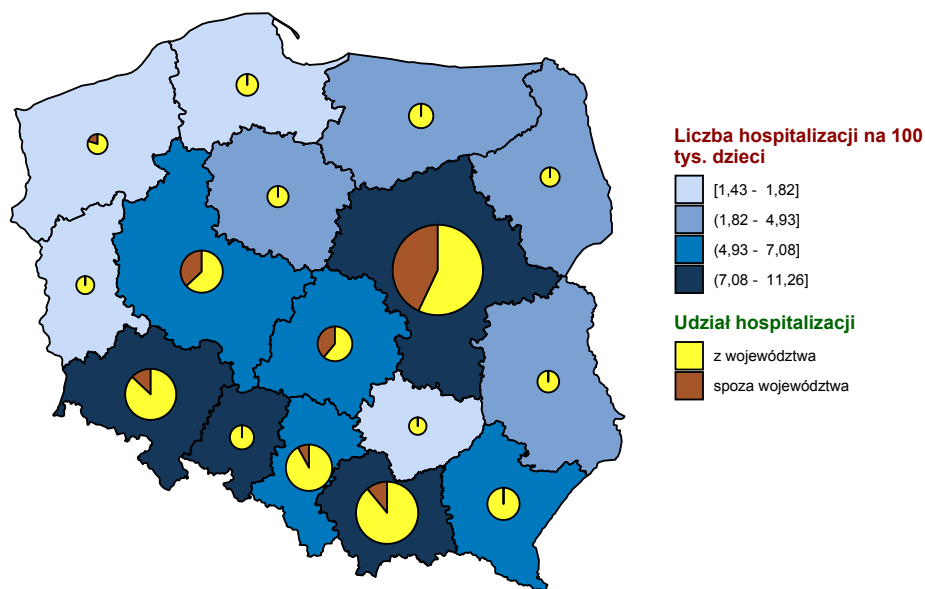 Liczba hospitalizacji na 100
tys. dzieci
[1,43 - 1,82]
(1,82 - 4,93]
(4,93 - 7,08]
(7,08 - 11,26]
Udział hospitalizacji
z województwa
spoza województwa